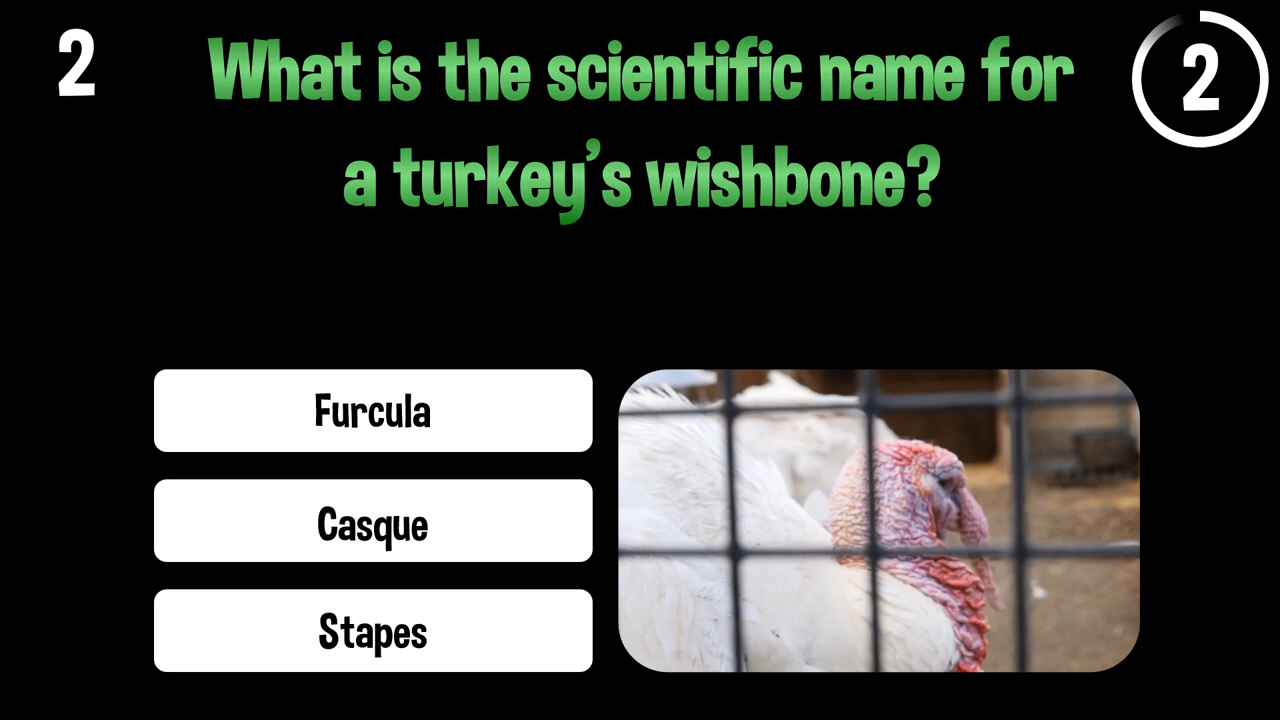 2
What is the scientific name for
a turkey’s wishbone?
2
Furcula
Casque
Stapes